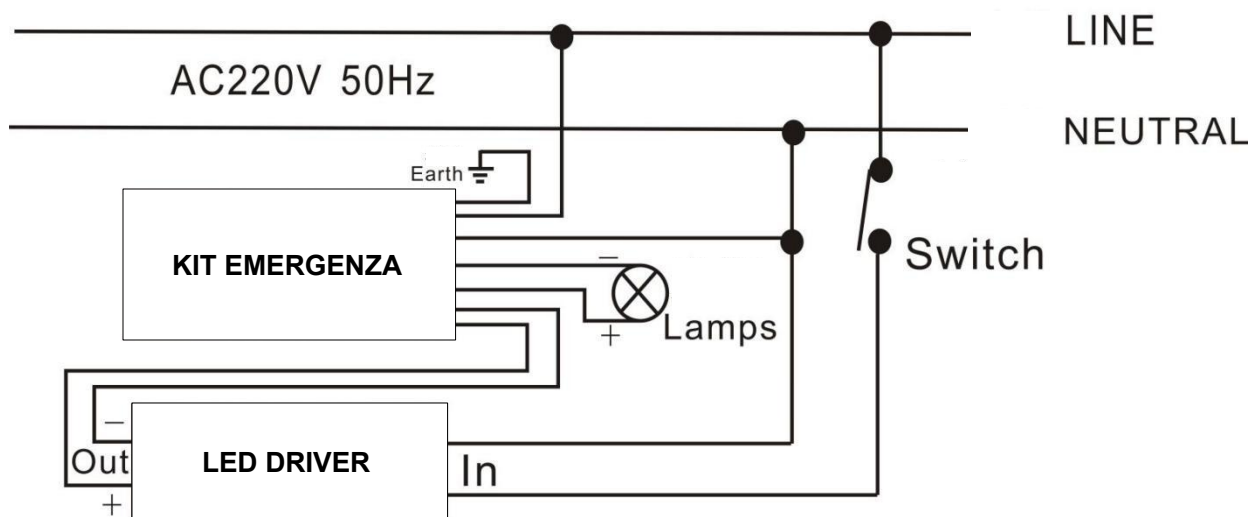 LINE
AC220V 50Hz
NEUTRAL
Earth
KIT EMERGENZA
Switch
−
Lamps
+
−
Out
LED DRIVER
In
+